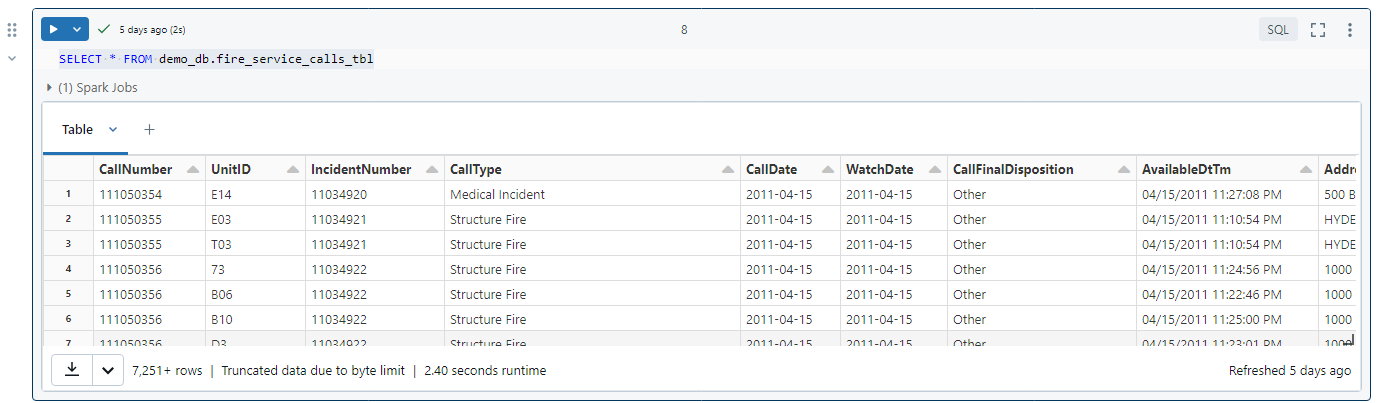 5 days ago (2s) 8 SQL
SELECT * FROM demo_db.fire_service_calls_tbl
(1) Spark Jobs
Table +
CallNumber UnitID IncidentNumber CallType CallDate WatchDate CallFinalDisposition AvailableDtTm Addre
1 111050354 E14 11034920 Medical Incident 2011-04-15 2011-04-15 Other 04/15/2011 11:27:08 PM 500 B
2 111050355 E03 11034921 Structure Fire 2011-04-15 2011-04-15 Other 04/15/2011 11:10:54 PM HYDE
3 111050355 T03 11034921 Structure Fire 2011-04-15 2011-04-15 Other 04/15/2011 11:10:54 PM HYDE
4 111050356 73 11034922 Structure Fire 2011-04-15 2011-04-15 Other 04/15/2011 11:24:56 PM 1000
5 111050356 B06 11034922 Structure Fire 2011-04-15 2011-04-15 Other 04/15/2011 11:22:46 PM 1000
6 111050356 B10 11034922 Structure Fire 2011-04-15 2011-04-15 Other 04/15/2011 11:25:00 PM 1000
7 111050356 D3 11034922 Structure Fire 2011-04-15 2011-04-15 Other 04/15/2011 11:23:01 PM 1000
7,251+ rows | Truncated data due to byte limit | 2.40 seconds runtime Refreshed 5 days ago